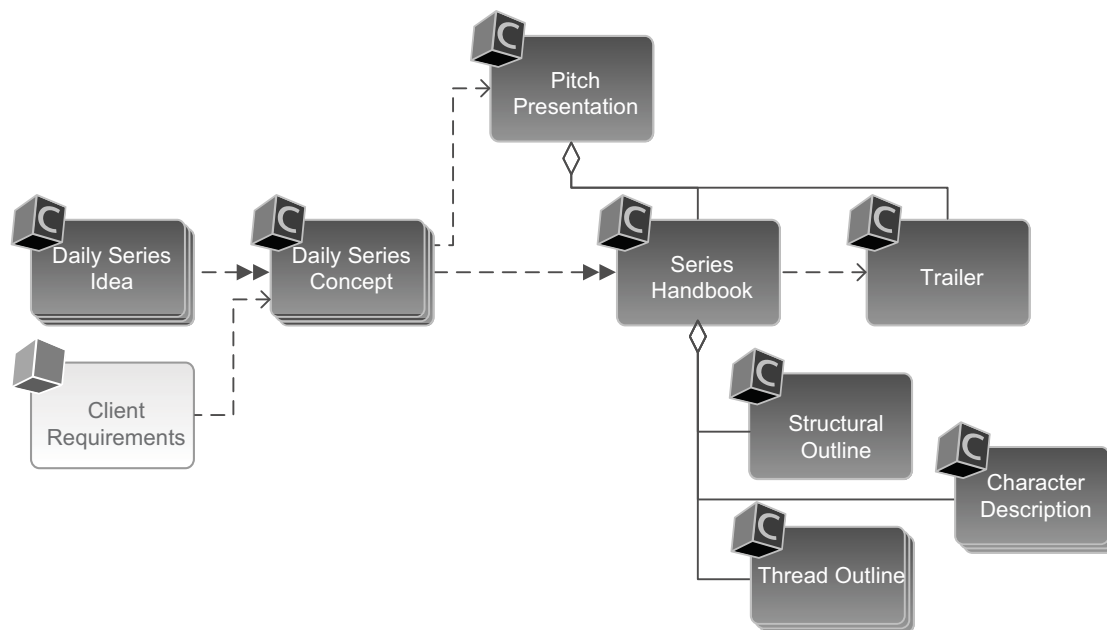 C
Pitch
Presentation
C
Daily Series
Idea
C
Daily Series
Concept
C
Series
Handbook
C
Trailer
Client
Requirements
C
Structural
Outline
C
Character
Description
C
Thread Outline